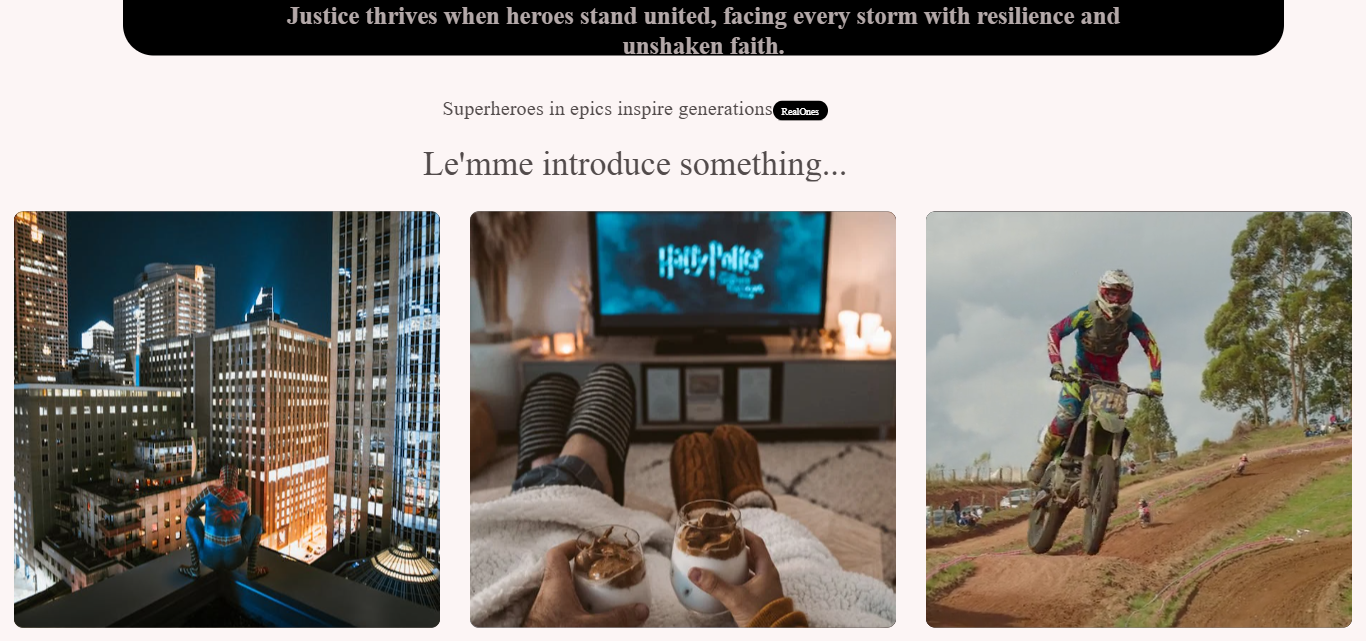 Justice thrives when heroes stand united, facing every storm with resilience and
unshaken faith.
Superheroes in epics inspire generations RealOnes
Le'mme introduce something...
Harry Potter